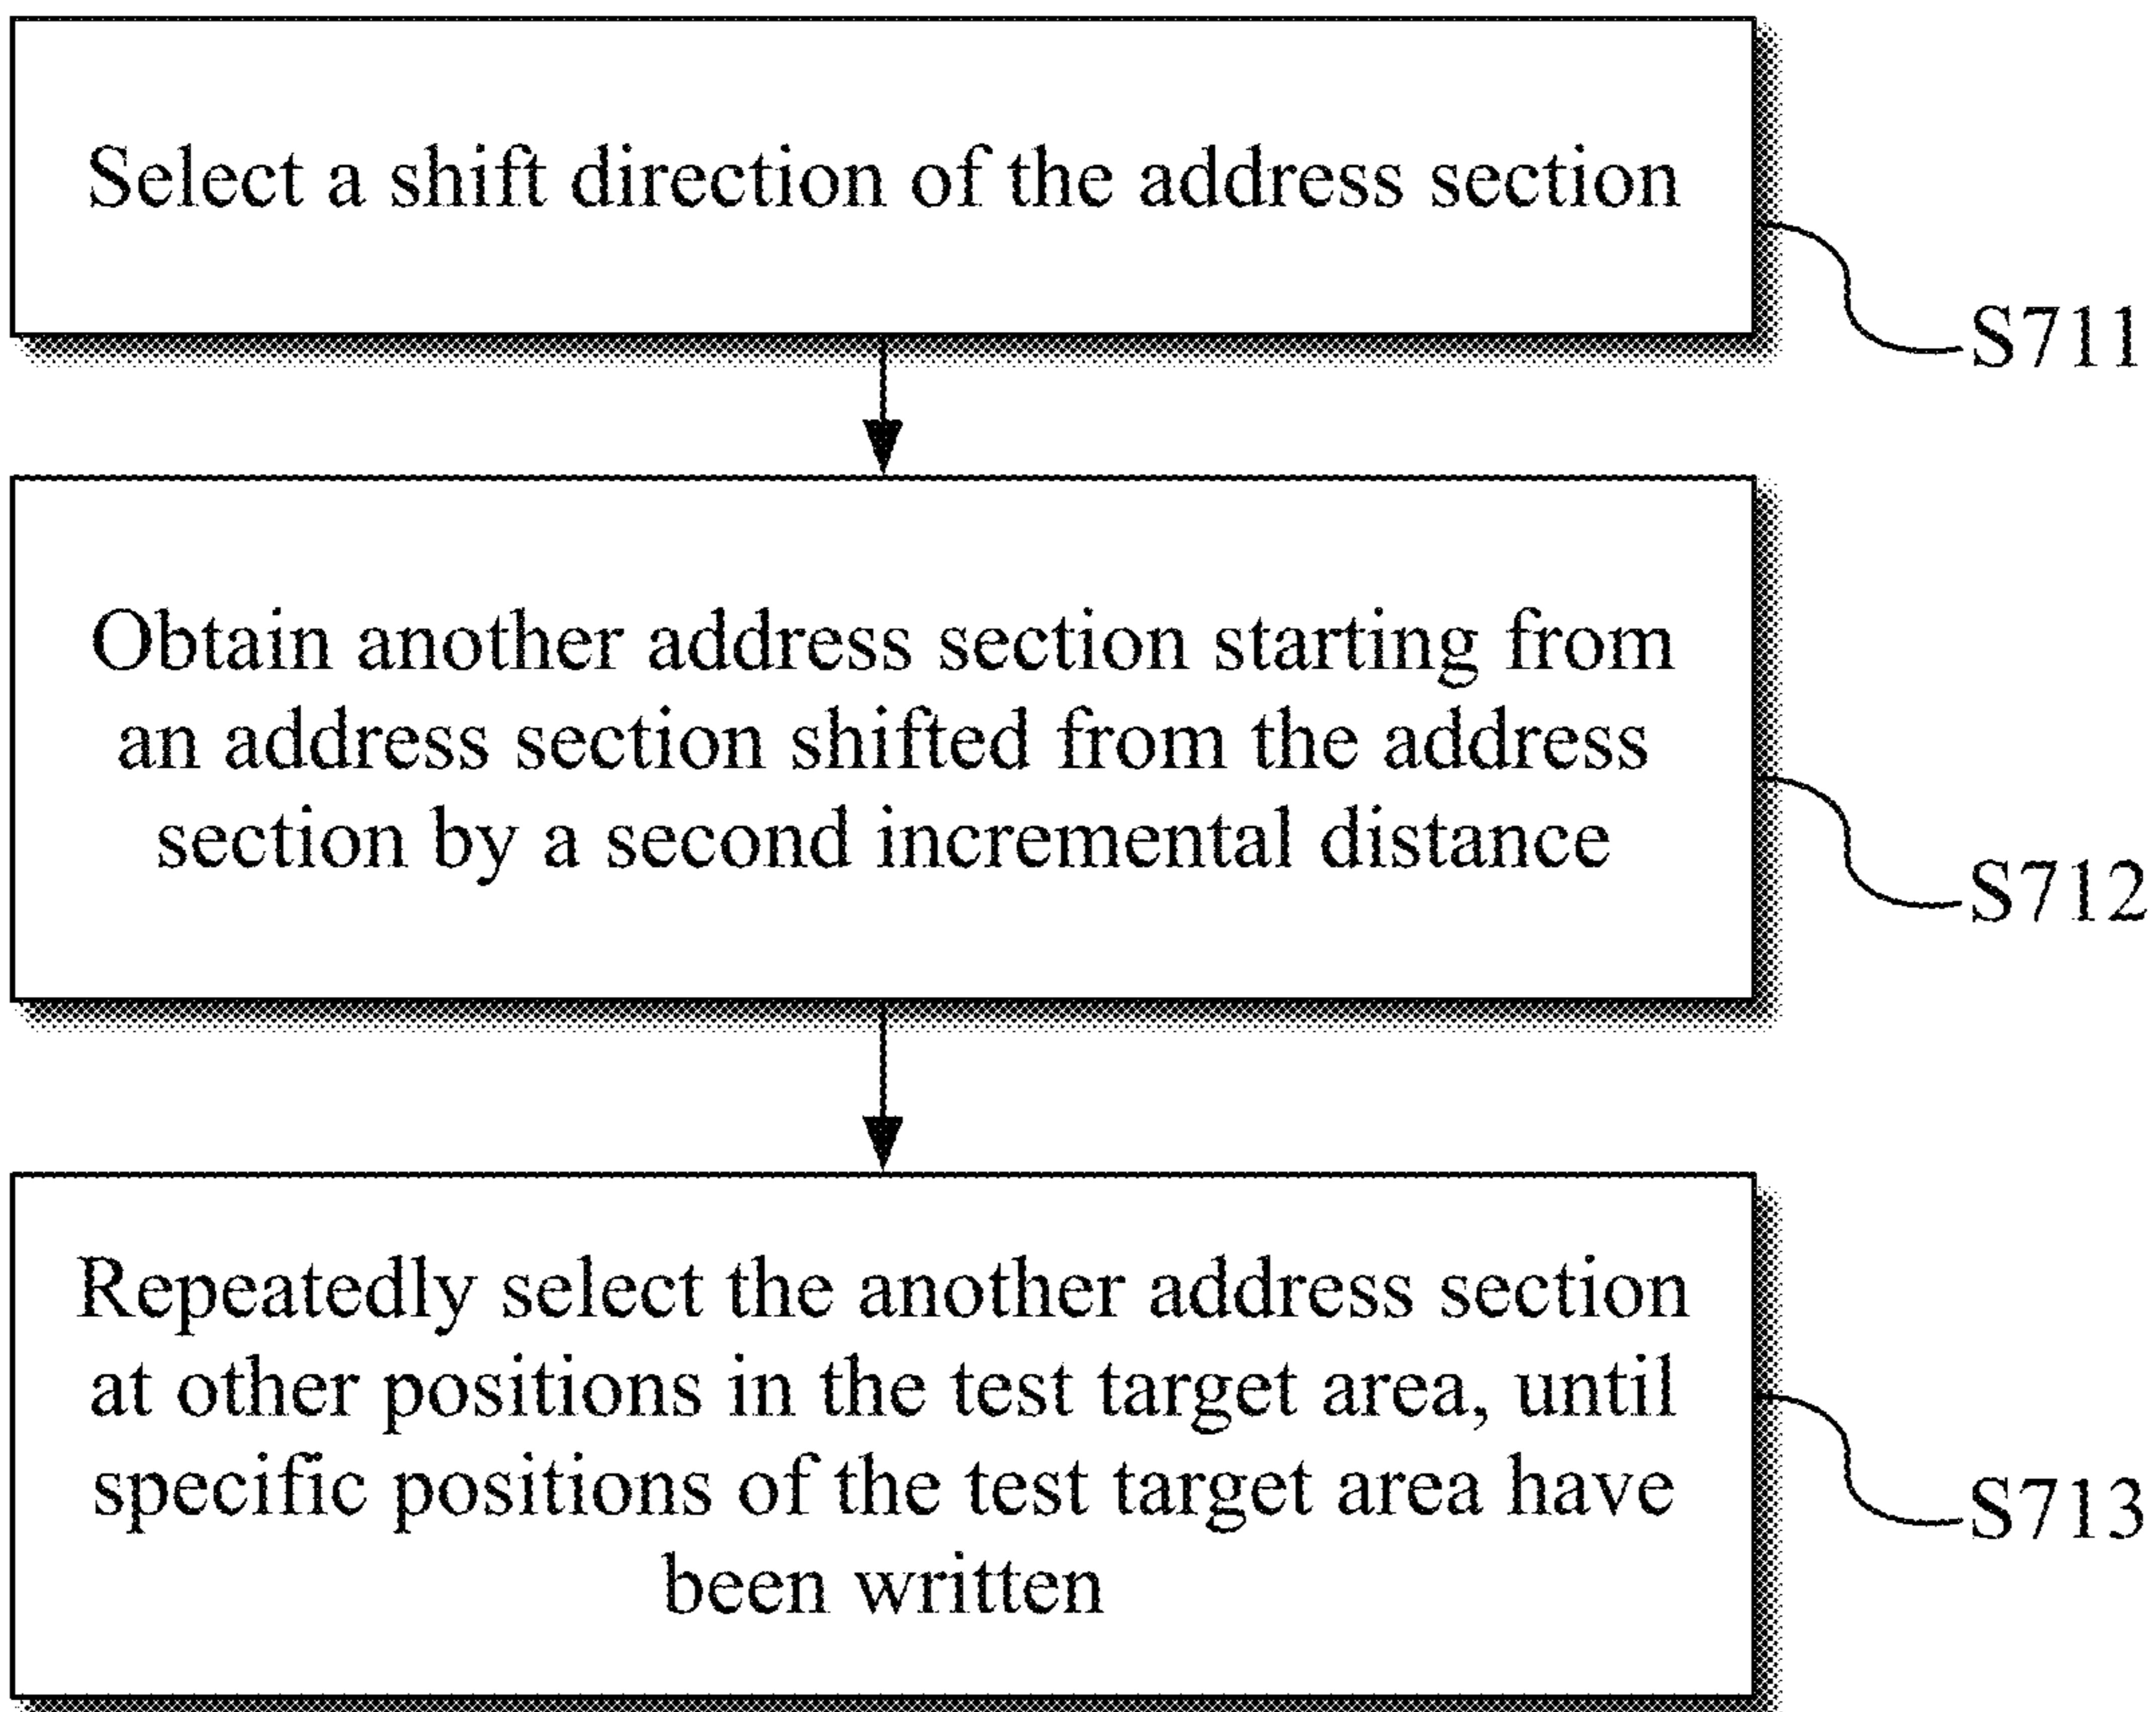 Select a shift direction of the address section
S711
Obtain another address section starting from
an address section shifted from the address
section by a second incremental distance
S712
Repeatedly select the another address section
at other positions in the test target area, until
specific positions of the test target area have
been written
S713